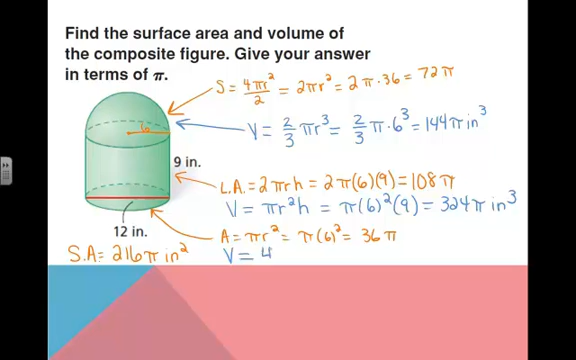 Find the surface area and volume of
the composite figure. Give your answer
in terms of π.
S = 4πr²/2 = 2πr² = 2π·36 = 72π
V = 2/3 πr³ = 2/3 π·6³ = 144π in³
6
9 in.
L.A. = 2πrh = 2π(6)(9) = 108π
V = πr²h = π(6)²(9) = 324π in³
12 in.
A = πr² = π(6)² = 36π
S.A = 216π in²
V = 4